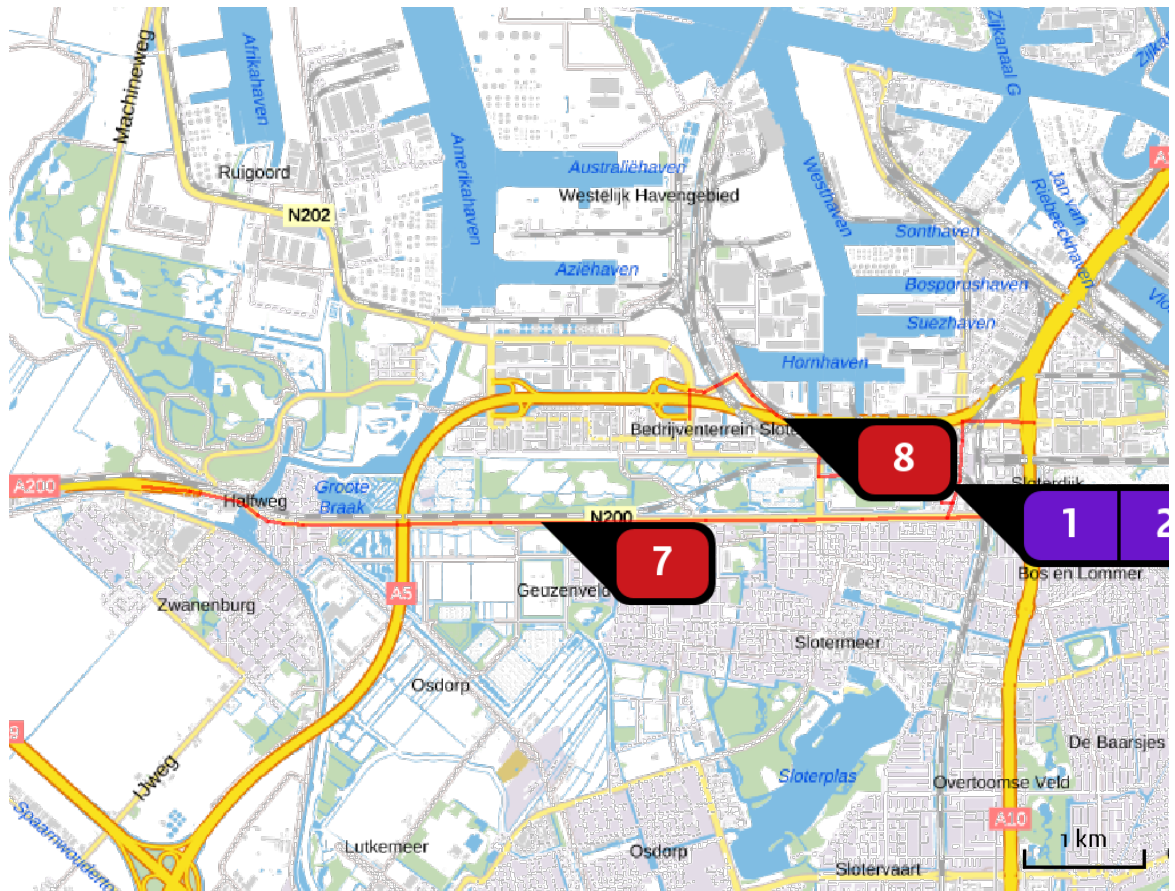 Machineweg
Afrikahaven
Zijkanaal G
Amerikahaven
Australiëhaven
Westhaven
Ruigoord
Westelijk Havengebied
Jan van
Riebeeckhaven
N202
Sonthaven
Aziëhaven
Bosporushaven
Suezhaven
Hornhaven
Bedrijventerrein
8
A200
Halfweg
Groote
Braak
Sloterdijk
N200
1
2
7
Bos en Lommer
A5
Geuzenveld
Zwanenburg
Slotermeer
Osdorp
De Baarsjes
IJweg
Sloterplas
Overtoomse Veld
A10
1 km
Lutkemeer
Osdorp
Slotervaart